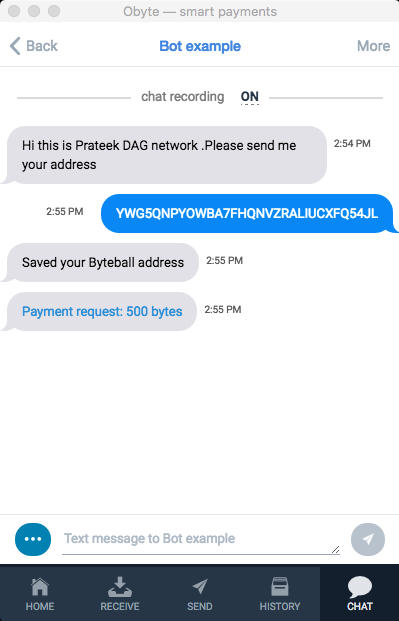 Obyte — smart payments
Back Bot example More
chat recording ON
Hi this is Prateek DAG network .Please send me
your address
2:54 PM
2:55 PM
YWG5QNPYOWBA7FHQNVZRALIUCXFQ54JL
Saved your Byteball address
2:55 PM
Payment request: 500 bytes
2:55 PM
Text message to Bot example
HOME RECEIVE SEND HISTORY CHAT